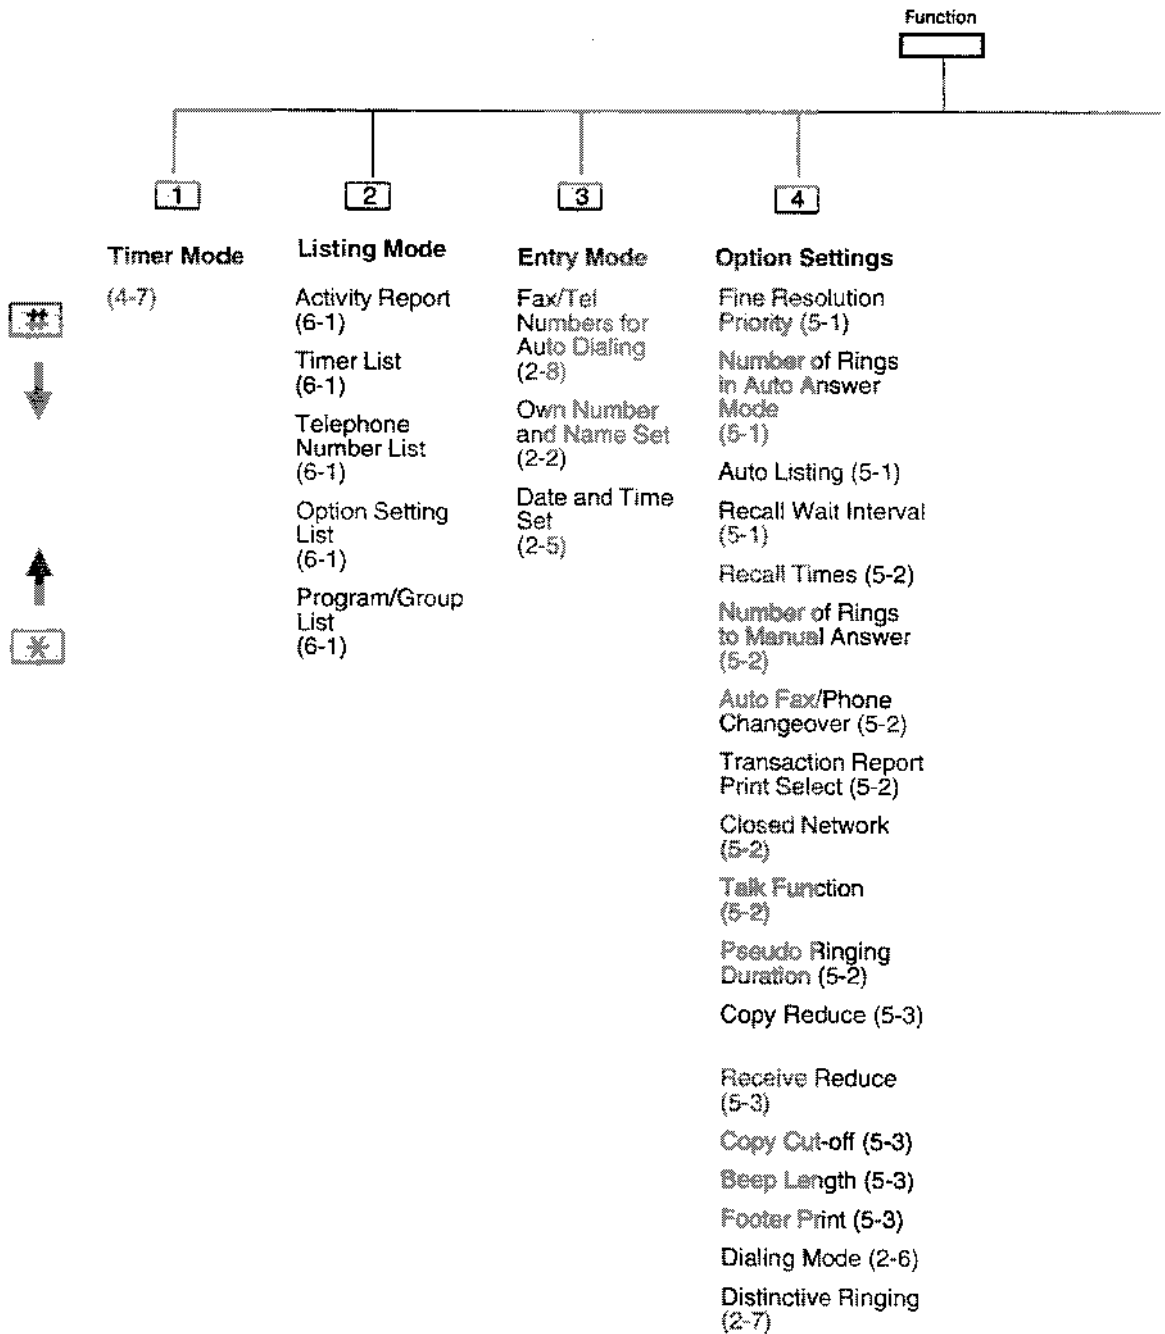 Function
1
2
3
4
Timer Mode
(4-7)
Listing Mode
Activity Report
(6-1)
Timer List
(6-1)
Telephone
Number List
(6-1)
Option Setting
List
(6-1)
Program/Group
List
(6-1)
Entry Mode
Fax/Tel
Numbers for
Auto Dialing
(2-8)
Own Number
and Name Set
(2-2)
Date and Time
Set
(2-5)
Option Settings
Fine Resolution
Priority (5-1)
Number of Rings
in Auto Answer
Mode
(5-1)
Auto Listing (5-1)
Recall Wait Interval
(5-1)
Recall Times (5-2)
Number of Rings
to Manual Answer
(5-2)
Auto Fax/Phone
Changeover (5-2)
Transaction Report
Print Select (5-2)
Closed Network
(5-2)
Talk Function
(5-2)
Pseudo Ringing
Duration (5-2)
Copy Reduce (5-3)
Receive Reduce
(5-3)
Copy Cut-off (5-3)
Beep Length (5-3)
Footer Print (5-3)
Dialing Mode (2-6)
Distinctive Ringing
(2-7)
#
*